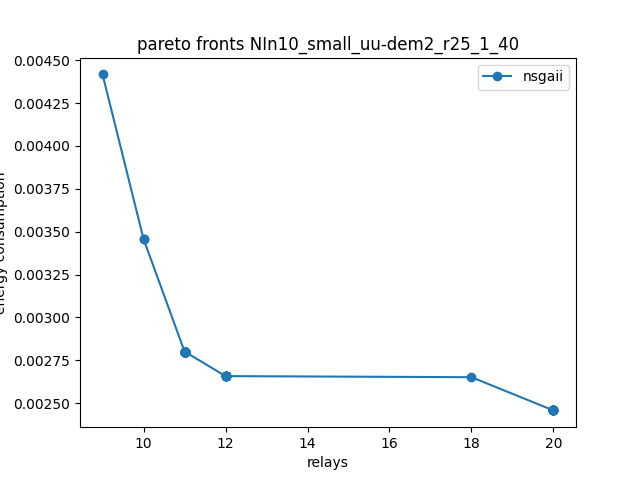 pareto fronts NIn10_small_uu-dem2_r25_1_40
nsgaii
0.00450
0.00425
0.00400
0.00375
0.00350
0.00325
0.00300
0.00275
0.00250
energy consumption
10 12 14 16 18 20
relays